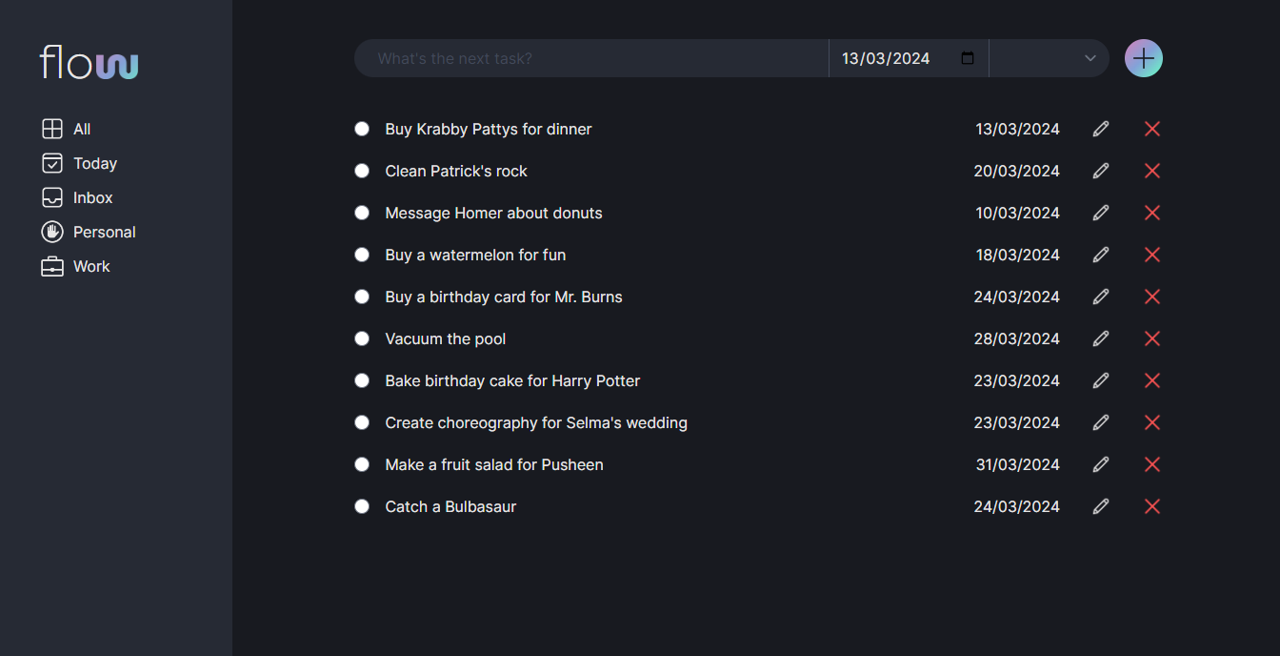 flow
What's the next task? 13/03/2024
All
Today
Inbox
Personal
Work
Buy Krabby Pattys for dinner 13/03/2024
Clean Patrick's rock 20/03/2024
Message Homer about donuts 10/03/2024
Buy a watermelon for fun 18/03/2024
Buy a birthday card for Mr. Burns 24/03/2024
Vacuum the pool 28/03/2024
Bake birthday cake for Harry Potter 23/03/2024
Create choreography for Selma's wedding 23/03/2024
Make a fruit salad for Pusheen 31/03/2024
Catch a Bulbasaur 24/03/2024